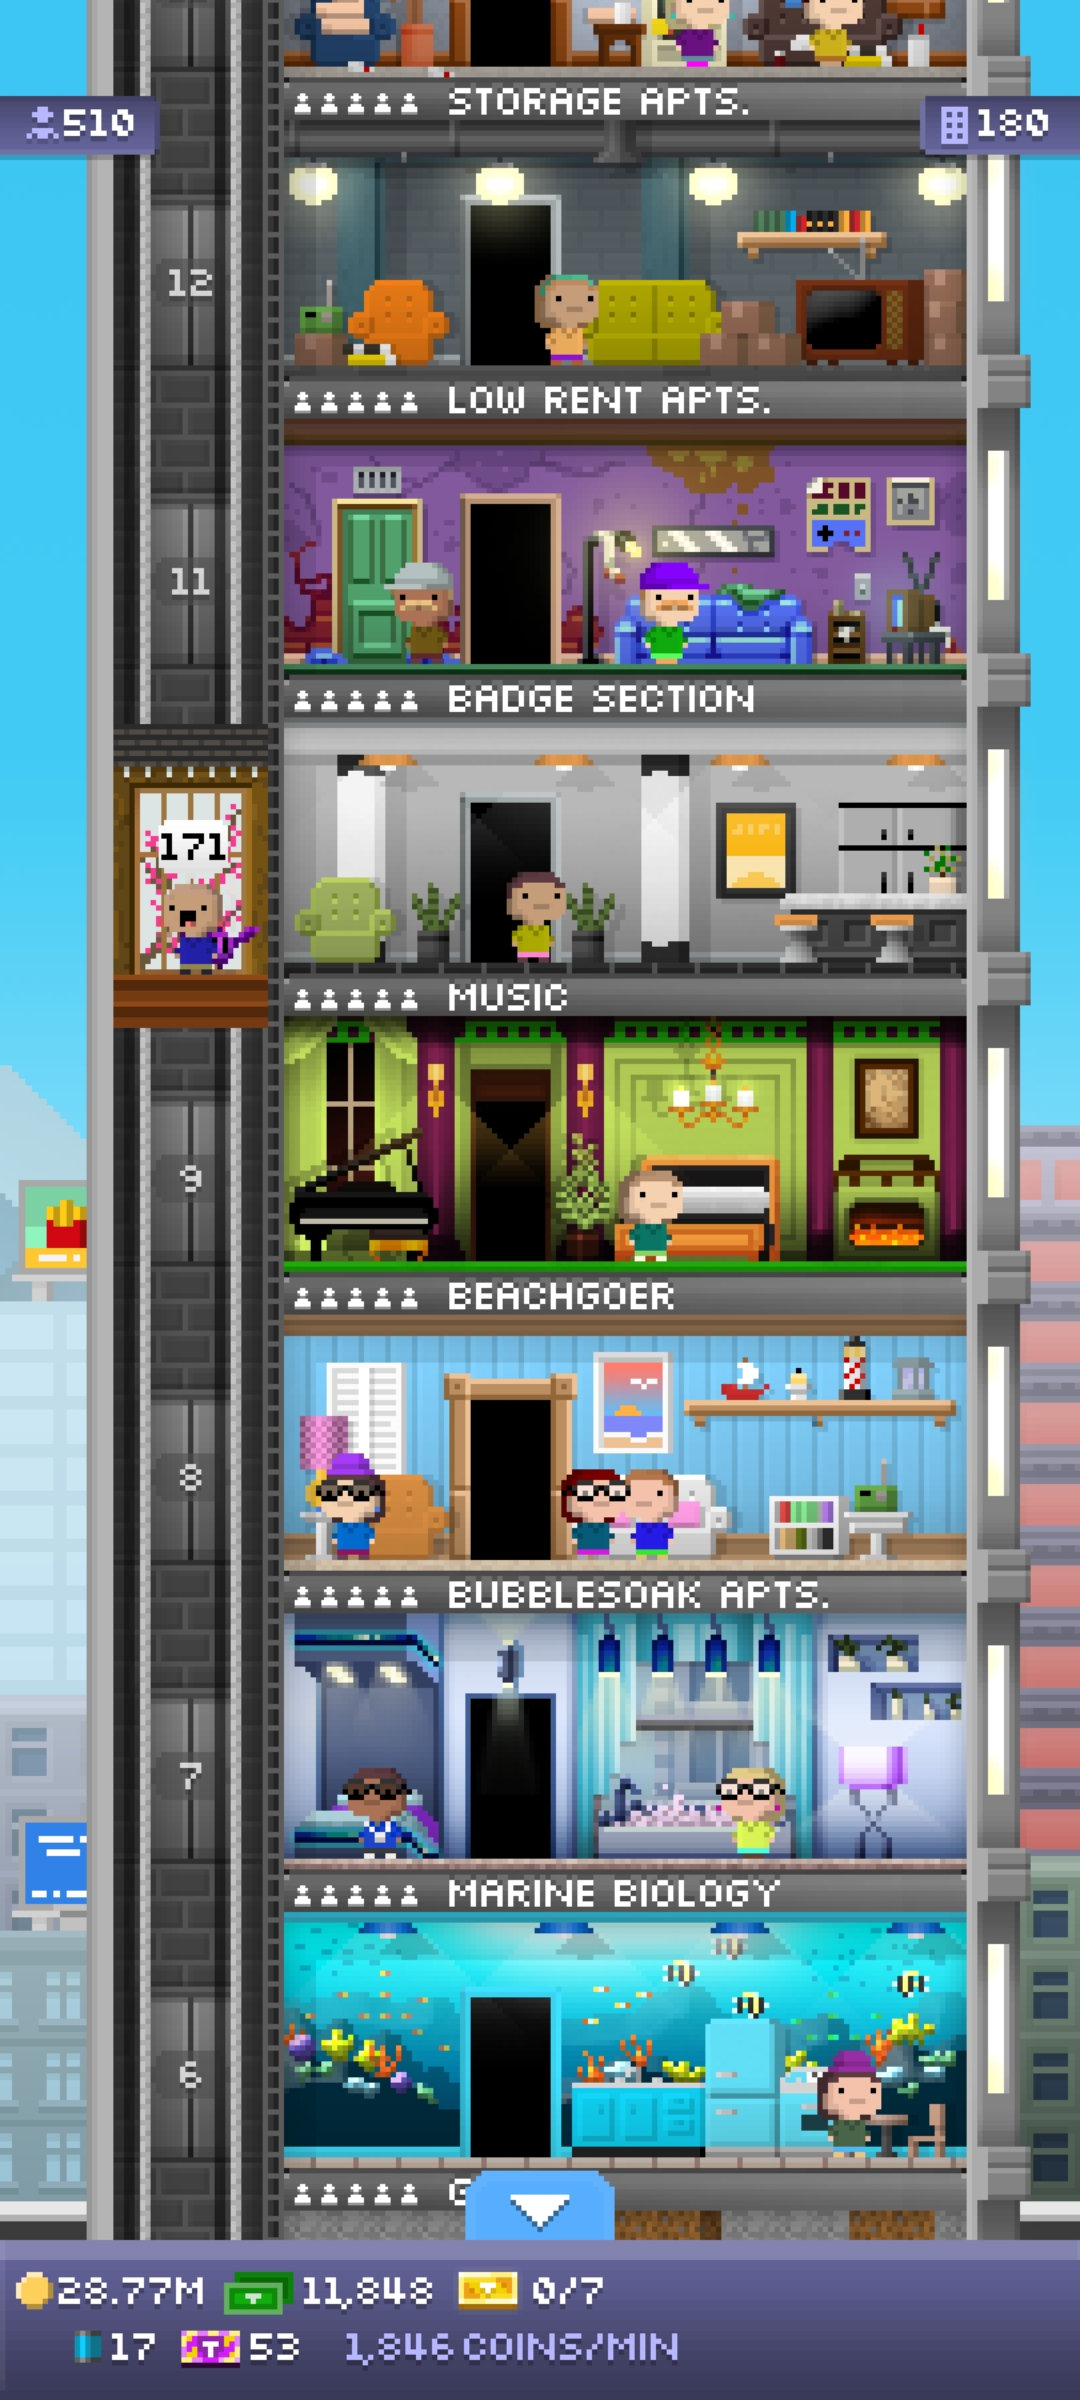 STORAGE APTS.
510
180
12
LOW RENT APTS.
11
BADGE SECTION
171
MUSIC
9
BEACHGOER
8
BUBBLESOAK APTS.
7
MARINE BIOLOGY
6
28.77M 11,848 0/7
17 53 1,846 COINS/MIN